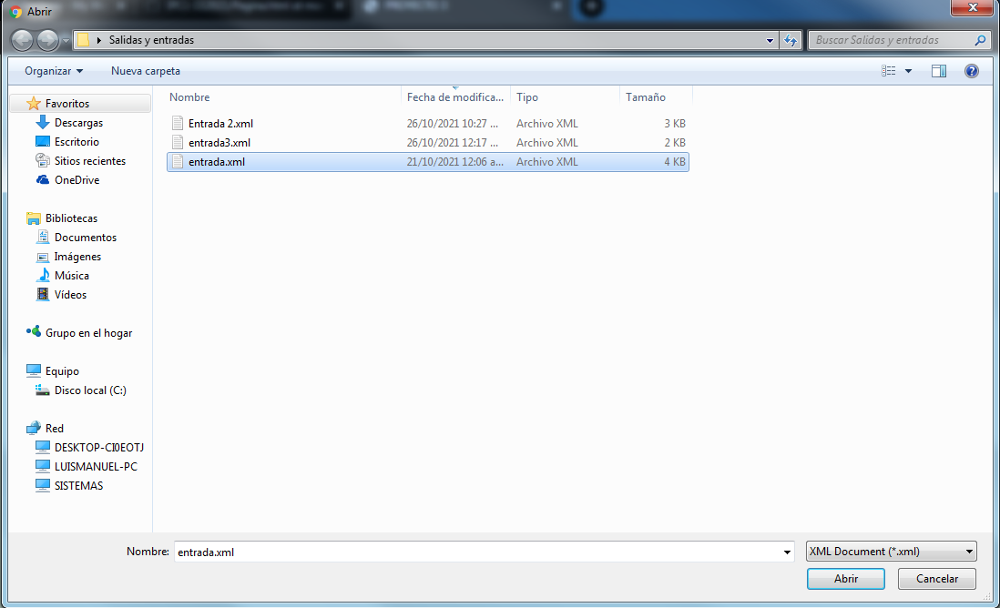 Abrir
Salidas y entradas
Buscar Salidas y entradas
Organizar
Nueva carpeta
Nombre
Fecha de modifica...
Tipo
Tamaño
Entrada 2.xml 26/10/2021 10:27 ... Archivo XML 3 KB
entrada3.xml 26/10/2021 12:17 ... Archivo XML 2 KB
entrada.xml 21/10/2021 12:06 a... Archivo XML 4 KB
Favoritos
Descargas
Escritorio
Sitios recientes
OneDrive
Bibliotecas
Documentos
Imágenes
Música
Vídeos
Grupo en el hogar
Equipo
Disco local (C:)
Red
DESKTOP-CI0EOTJ
LUISMANUEL-PC
SISTEMAS
Nombre: entrada.xml
XML Document (*.xml)
Abrir
Cancelar